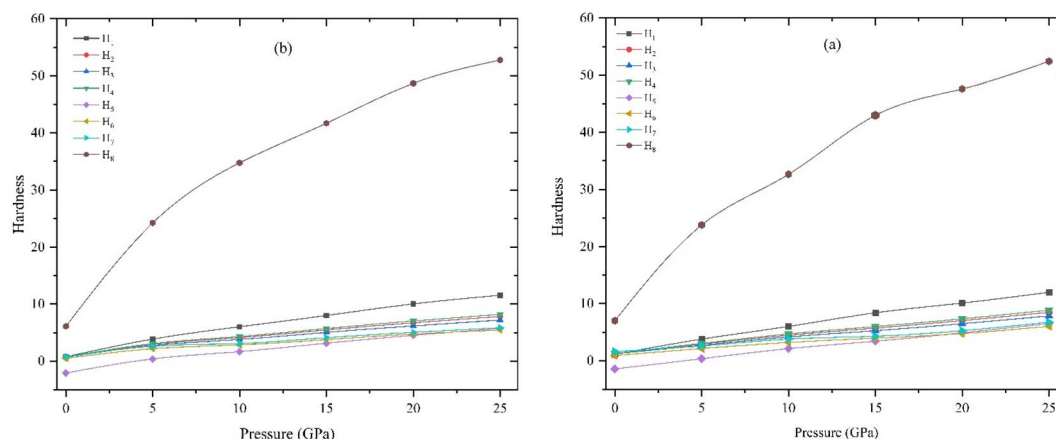 60
50
40
30
20
10
0
Hardness
(b)
H
H₂
H₃
H₄
H₅
H₆
H₇
H₈
0 5 10 15 20 25
Pressure (GPa)
60
50
40
30
20
10
0
Hardness
(a)
H₁
H₂
H₃
H₄
H₅
H₆
H₇
H₈
0 5 10 15 20 25
Pressure (GPa)